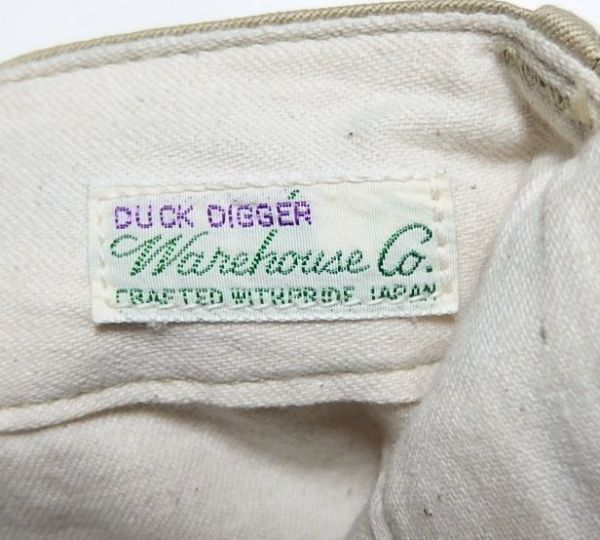 DUCK DIGGER
Warehouse Co.
CRAFTED WITH PRIDE JAPAN